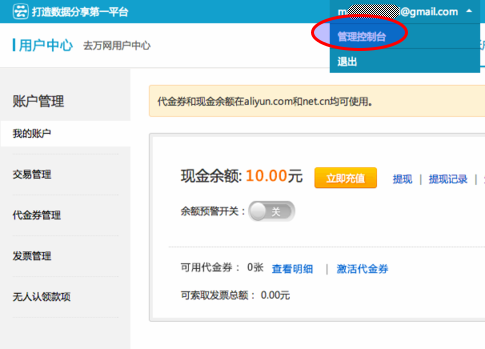 打造数据分享第一平台
@gmail.com
用户中心 去万网用户中心
管理控制台
退出
账户管理
代金券和现金余额在aliyun.com和net.cn均可使用。
我的账户
现金余额: 10.00元 立即充值 提现 | 提现记录 |
交易管理
余额预警开关： 关
代金券管理
发票管理
可用代金券： 0张 查看明细 | 激活代金券
无人认领款项
可索取发票总额： 0.00元